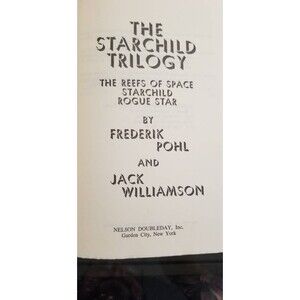 THE
STARCHILD
TRILOGY
THE REEFS OF SPACE
STARCHILD
ROGUE STAR
BY
FREDERIK
POHL
AND
JACK
WILLIAMSON
NELSON DOUBLEDAY, Inc.
Garden City, New York